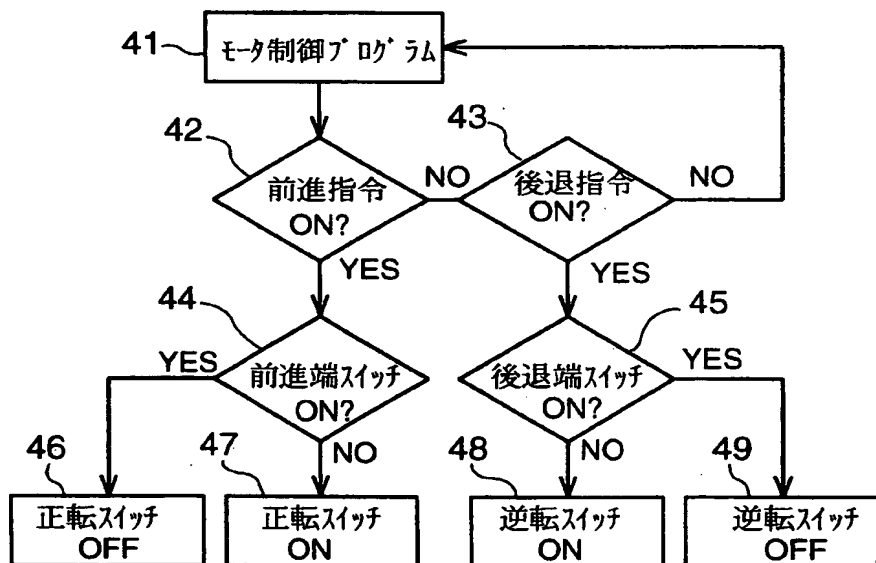 41
モータ制御プログラム
42
43
前進指令
ON?
NO
後退指令
ON?
NO
YES
YES
44
45
YES
前進端スイッチ
ON?
後退端スイッチ
ON?
YES
NO
NO
46
47
48
49
正転スイッチ
OFF
正転スイッチ
ON
逆転スイッチ
ON
逆転スイッチ
OFF